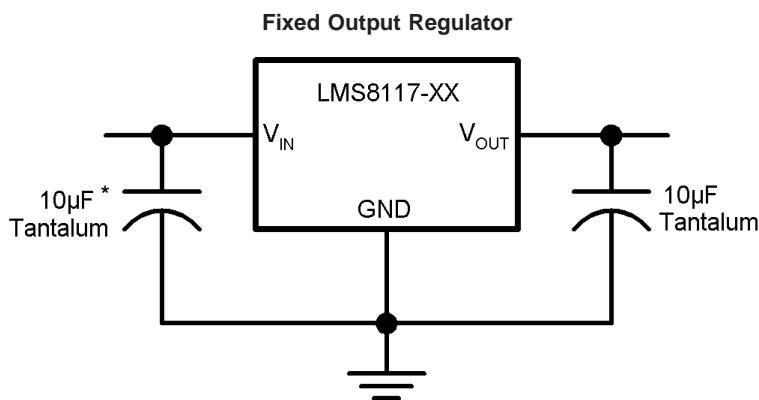 Fixed Output Regulator
LMS8117-XX
VIN
VOUT
10µF *
Tantalum
GND
10µF
Tantalum